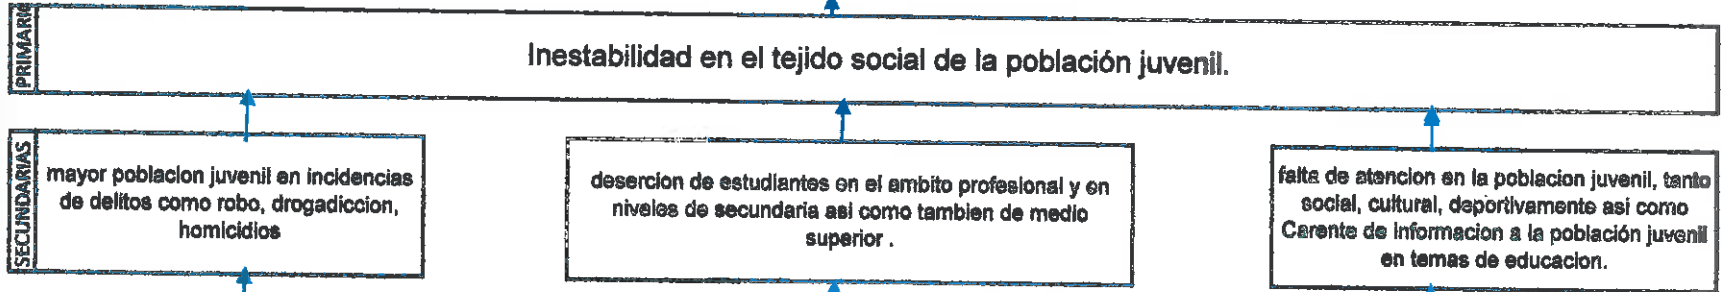 PRIMARIO
Inestabilidad en el tejido social de la población juvenil.
SECUNDARIAS
mayor poblacion juvenil en incidencias
de delitos como robo, drogadiccion,
homicidios
desercion de estudiantes en el ambito profesional y en
niveles de secundaria asi como tambien de medio
superior .
falta de atencion en la poblacion juvenil, tanto
social, cultural, deportivamente asi como
Carente de informacion a la población juvenil
en temas de educacion.